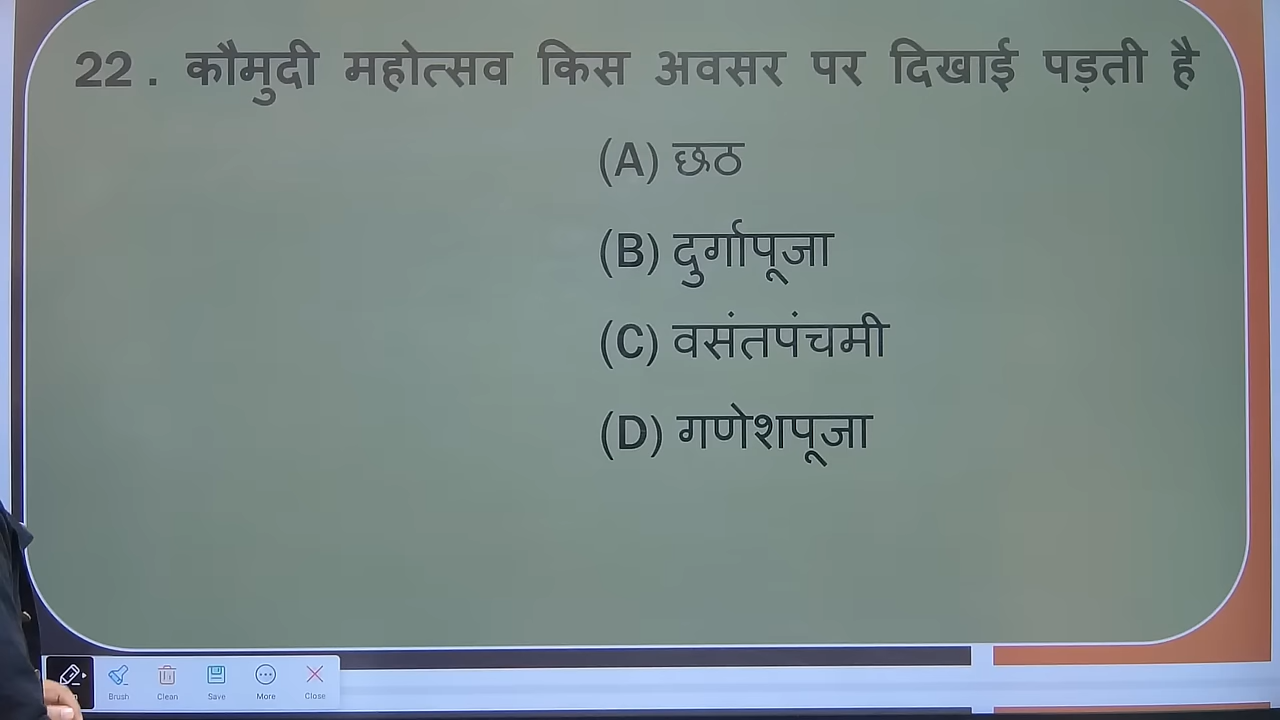 22. कौमुदी महोत्सव किस अवसर पर दिखाई पड़ती है
(A) छठ
(B) दुर्गापूजा
(C) वसंतपंचमी
(D) गणेशपूजा
Brush Clean Save More Close